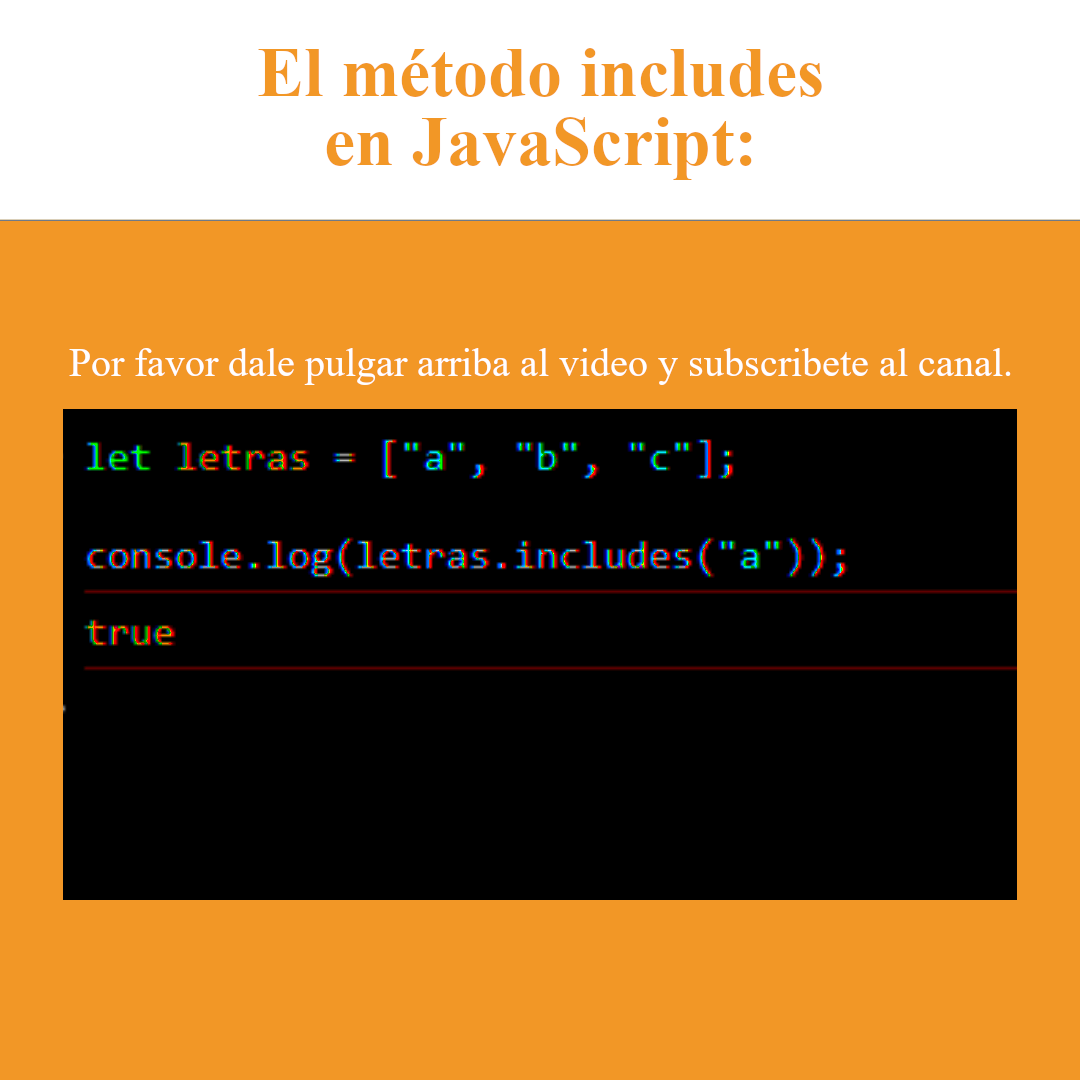 El método includes
en JavaScript:
Por favor dale pulgar arriba al video y subscribete al canal.
let letras = ["a", "b", "c"];
console.log(letras.includes("a"));
true